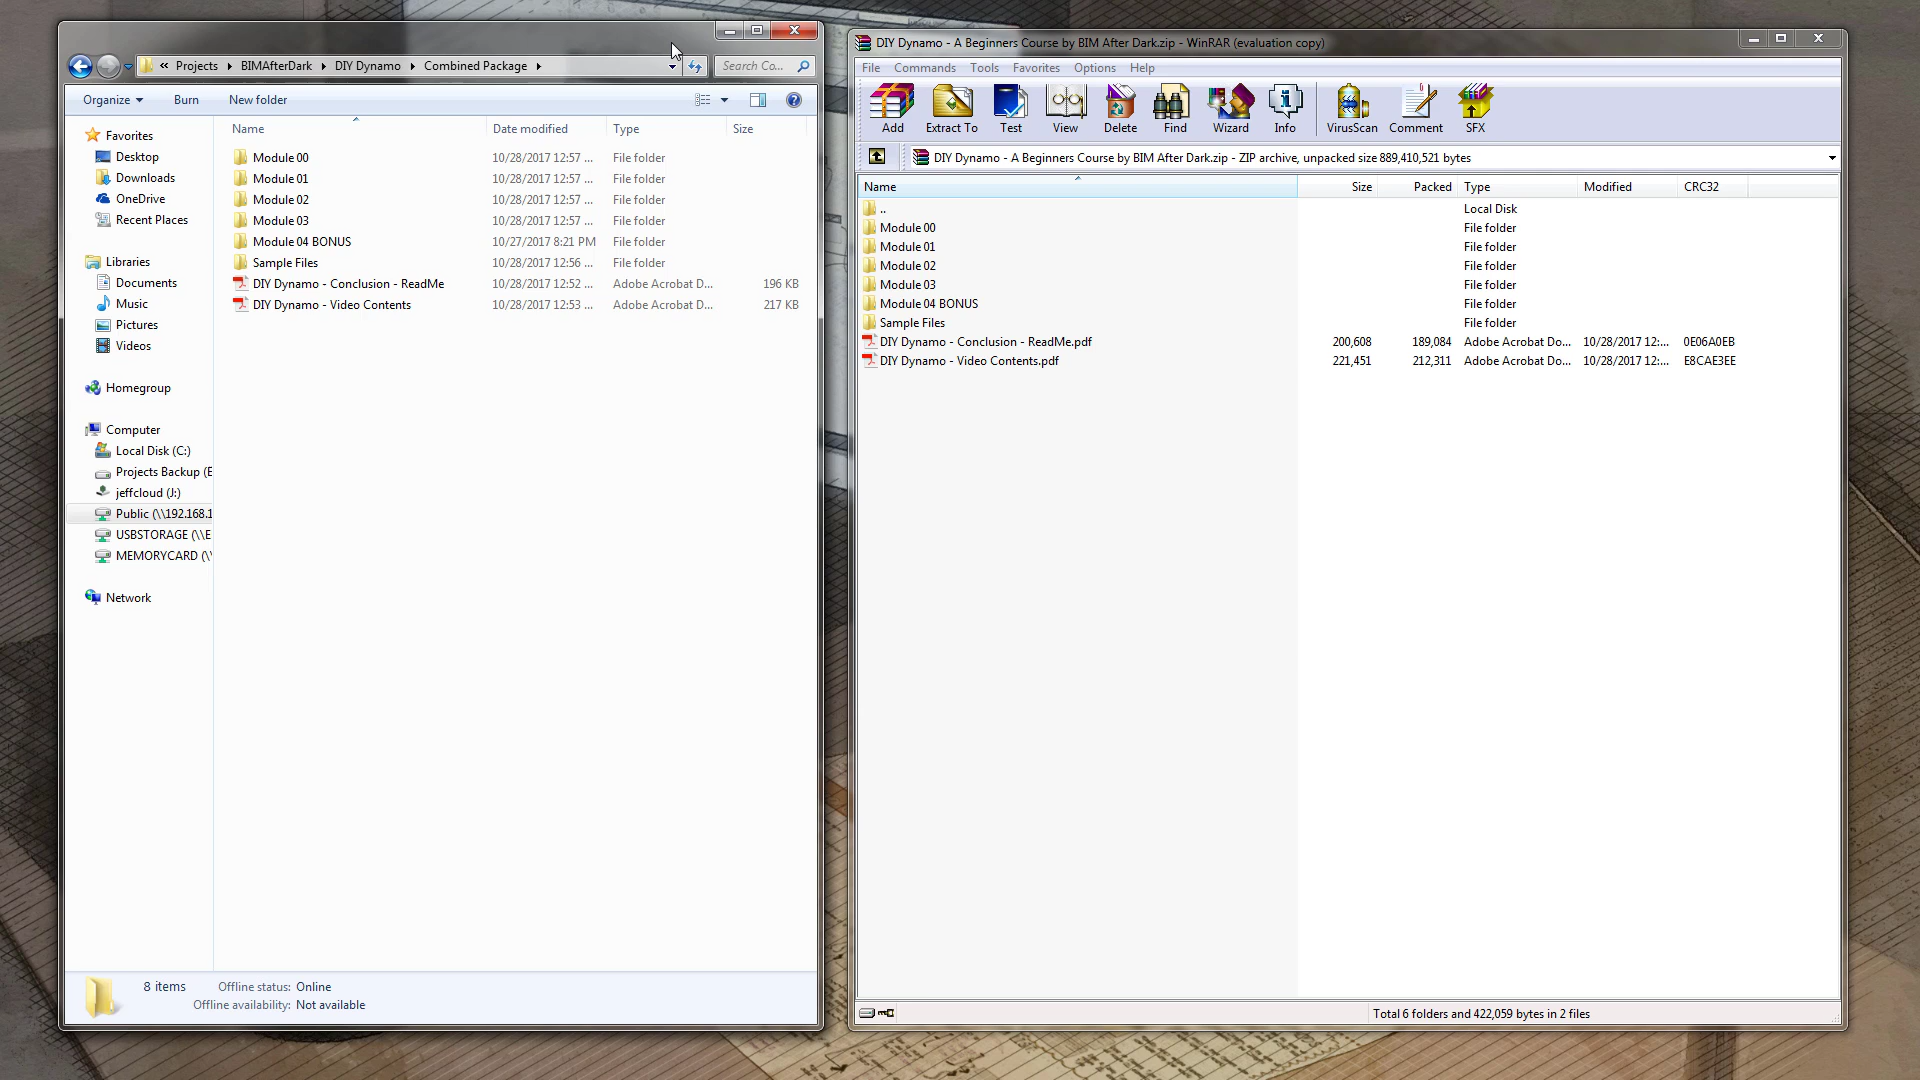 « Projects BIMAfterDark DIY Dynamo Combined Package
Search Co...
Organize Burn New folder
Name Date modified Type Size
Favorites
Desktop
Downloads
OneDrive
Recent Places
Libraries
Documents
Music
Pictures
Videos
Homegroup
Computer
Local Disk (C:)
Projects Backup (E
jeffcloud (J:)
Public (\\192.168.1
USBSTORAGE (\\E
MEMORYCARD (\\
Network
Module 00 10/28/2017 12:57 ... File folder
Module 01 10/28/2017 12:57 ... File folder
Module 02 10/28/2017 12:57 ... File folder
Module 03 10/28/2017 12:57 ... File folder
Module 04 BONUS 10/27/2017 8:21 PM File folder
Sample Files 10/28/2017 12:56 ... File folder
DIY Dynamo - Conclusion - ReadMe 10/28/2017 12:52 ... Adobe Acrobat D... 196 KB
DIY Dynamo - Video Contents 10/28/2017 12:53 ... Adobe Acrobat D... 217 KB
8 items Offline status: Online
Offline availability: Not available
DIY Dynamo - A Beginners Course by BIM After Dark.zip - WinRAR (evaluation copy)
File Commands Tools Favorites Options Help
Add Extract To Test View Delete Find Wizard Info VirusScan Comment SFX
DIY Dynamo - A Beginners Course by BIM After Dark.zip - ZIP archive, unpacked size 889,410,521 bytes
Name Size Packed Type Modified CRC32
.. Local Disk
Module 00 File folder
Module 01 File folder
Module 02 File folder
Module 03 File folder
Module 04 BONUS File folder
Sample Files File folder
DIY Dynamo - Conclusion - ReadMe.pdf 200,608 189,084 Adobe Acrobat Do... 10/28/2017 12:... 0E06A0EB
DIY Dynamo - Video Contents.pdf 221,451 212,311 Adobe Acrobat Do... 10/28/2017 12:... E8CAE3EE
Total 6 folders and 422,059 bytes in 2 files